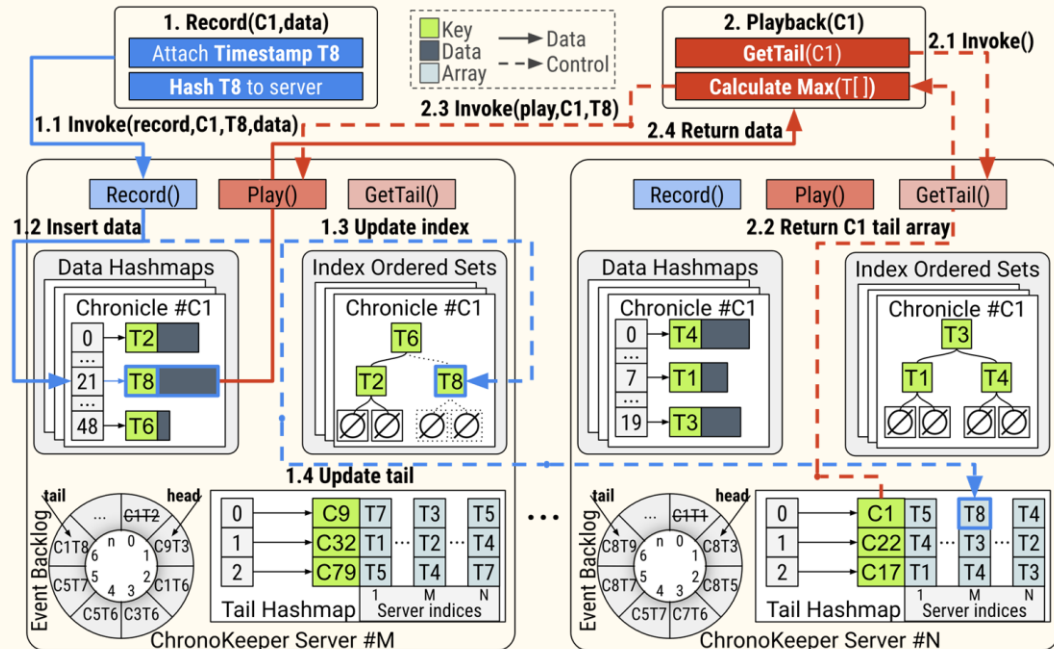 1. Record(C1,data)
Attach Timestamp T8
Hash T8 to server
Key
Data
Array
Data
Control
2. Playback(C1)
GetTail(C1)
Calculate Max(T[ ])
2.1 Invoke()
1.1 Invoke(record,C1,T8,data)
2.3 Invoke(play,C1,T8)
2.4 Return data
Record()
Play()
GetTail()
1.2 Insert data
1.3 Update index
Data Hashmaps
Chronicle #C1
0
T2
...
21
T8
...
48
T6
Index Ordered Sets
Chronicle #C1
T6
T2
T8
∅
∅
∅
∅
1.4 Update tail
Event Backlog
tail
head
...
C1T2
C1T8
C9T3
C5T7
C1T6
C5T6
C3T6
n
0
1
2
3
4
5
6
0
C9
T7
T3
T5
1
C32
T1
...
T2
...
T4
2
C79
T5
T4
T7
Tail Hashmap
1
M
N
Server indices
ChronoKeeper Server #M
...
Record()
Play()
GetTail()
2.2 Return C1 tail array
Data Hashmaps
Chronicle #C1
0
T4
...
7
T1
...
19
T3
Index Ordered Sets
Chronicle #C1
T3
T1
T4
∅
∅
∅
∅
Event Backlog
tail
head
...
C1T1
C8T9
C8T3
C8T7
C8T5
C5T7
C7T6
n
0
1
2
3
4
5
6
0
C1
T5
T8
T4
1
C22
T4
...
T3
...
T2
2
C17
T1
T4
T3
Tail Hashmap
1
M
N
Server indices
ChronoKeeper Server #N